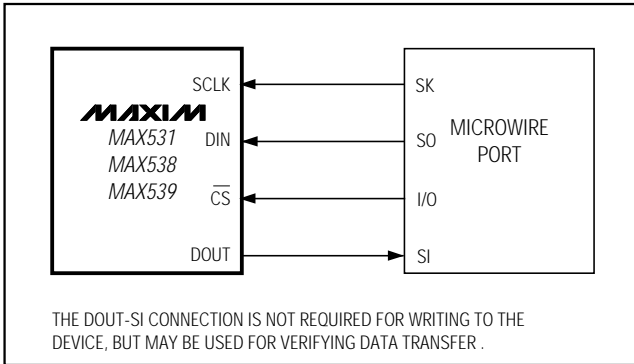 SCLK SK
MAXIM
MAX531 DIN SO MICROWIRE
MAX538 PORT
MAX539 CS I/O
DOUT SI
THE DOUT-SI CONNECTION IS NOT REQUIRED FOR WRITING TO THE
DEVICE, BUT MAY BE USED FOR VERIFYING DATA TRANSFER .